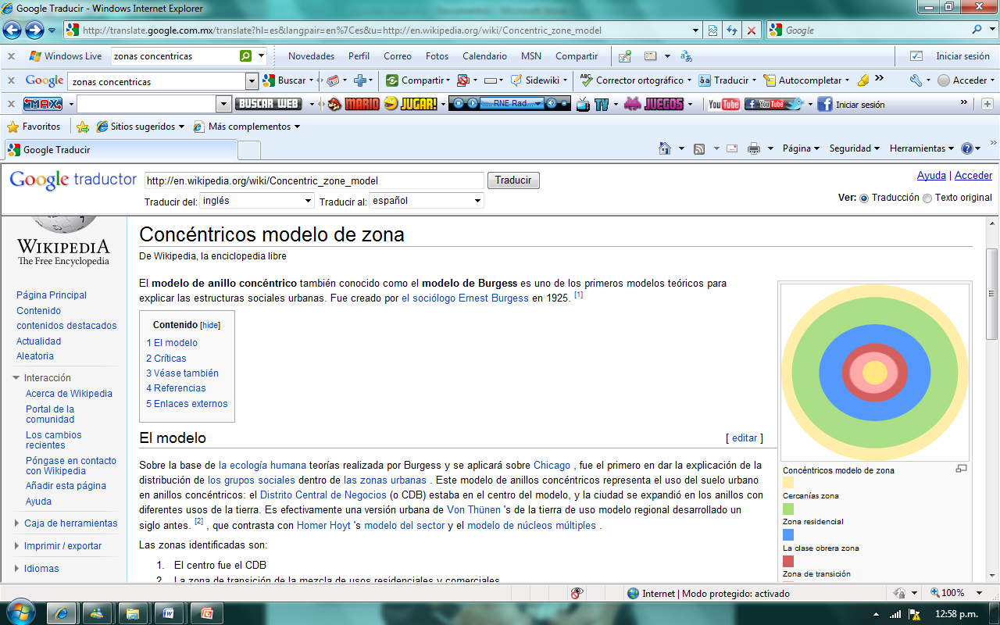 Google Traducir - Windows Internet Explorer
http://translate.google.com.mx/translate?hl=es&langpair=en%7Ces&u=http://en.wikipedia.org/wiki/Concentric_zone_model
Google
x Windows Live zonas concentricas Novedades Perfil Correo Fotos Calendario MSN Compartir Iniciar sesión
x Google zonas concentricas Buscar Compartir Sidewiki Corrector ortográfico Traducir Autocompletar Acceder
x MAX BUSCAR WEB MARIO ¡JUGAR! RNE Rad... TV JUEGOS YouTube YouTube Iniciar sesión
Favoritos Sitios sugeridos Más complementos
Google Traducir Página Seguridad Herramientas
Google traductor http://en.wikipedia.org/wiki/Concentric_zone_model Traducir Ayuda | Acceder
Traducir del: inglés Traducir al: español Ver: Traducción Texto original
WIKIPEDIA
The Free Encyclopedia
Página Principal
Contenido
contenidos destacados
Actualidad
Aleatoria
Interacción
Acerca de Wikipedia
Portal de la
comunidad
Los cambios
recientes
Póngase en contacto
con Wikipedia
Añadir esta página
Ayuda
Caja de herramientas
Imprimir / exportar
Idiomas
Concéntricos modelo de zona
De Wikipedia, la enciclopedia libre
El modelo de anillo concéntrico también conocido como el modelo de Burgess es uno de los primeros modelos teóricos para
explicar las estructuras sociales urbanas. Fue creado por el sociólogo Ernest Burgess en 1925. [1]
Contenido [hide]
1 El modelo
2 Críticas
3 Véase también
4 Referencias
5 Enlaces externos
El modelo [ editar ]
Sobre la base de la ecología humana teorías realizada por Burgess y se aplicará sobre Chicago , fue el primero en dar la explicación de la
distribución de los grupos sociales dentro de las zonas urbanas . Este modelo de anillos concéntricos representa el uso del suelo urbano
en anillos concéntricos: el Distrito Central de Negocios (o CDB) estaba en el centro del modelo, y la ciudad se expandió en los anillos con
diferentes usos de la tierra. Es efectivamente una versión urbana de Von Thünen 's de la tierra de uso modelo regional desarrollado un
siglo antes. [2] , que contrasta con Homer Hoyt 's modelo del sector y el modelo de núcleos múltiples .
Las zonas identificadas son:
1. El centro fue el CDB
2. La zona de transición de la mezcla de usos residenciales y comerciales
Concéntricos modelo de zona
Cercanías zona
Zona residencial
La clase obrera zona
Zona de transición
Internet | Modo protegido: activado 100%
12:58 p.m.